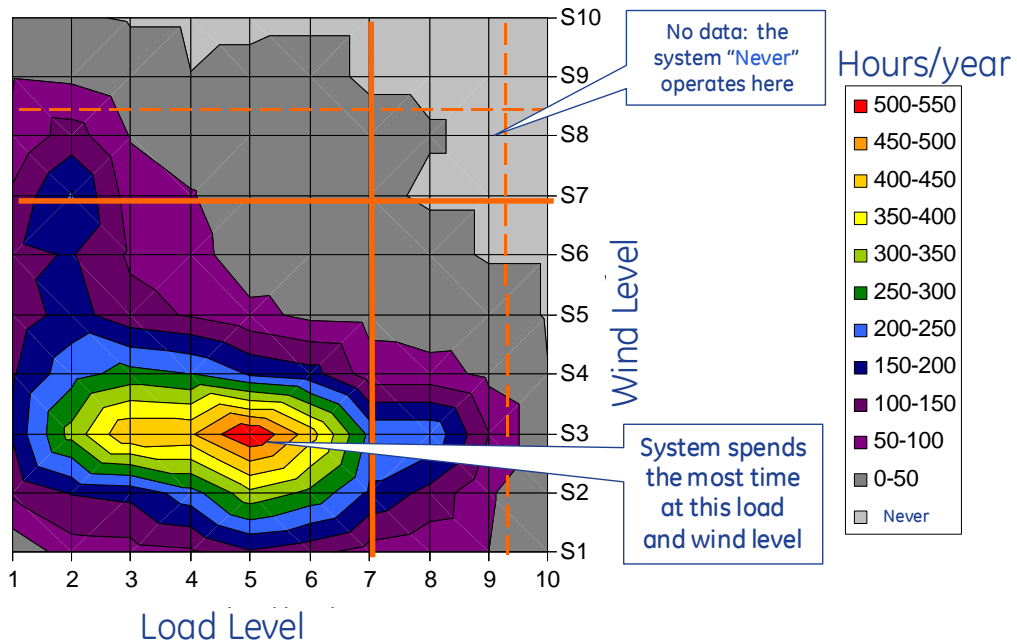 S10
S9
S8
S7
S6
S5
S4
S3
S2
S1
1 2 3 4 5 6 7 8 9 10
Load Level
Wind Level
No data: the
system “Never”
operates here
System spends
the most time
at this load
and wind level
Hours/year
500-550
450-500
400-450
350-400
300-350
250-300
200-250
150-200
100-150
50-100
0-50
Never